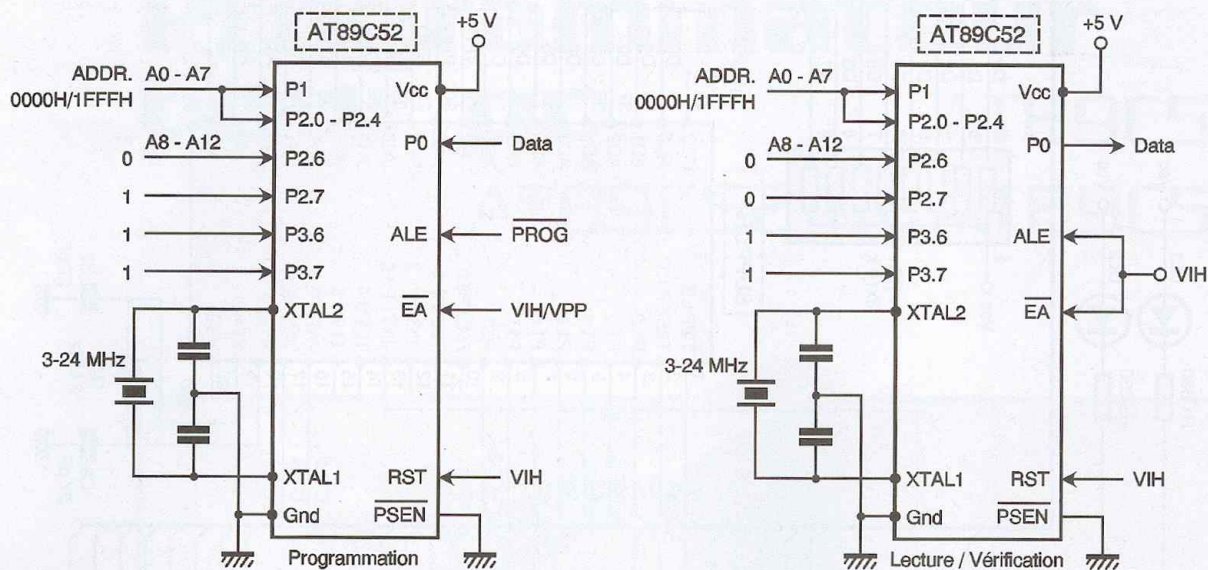 AT89C52
+5 V
ADDR. A0 - A7
0000H/1FFFH
P1
Vcc
P2.0 - P2.4
P0
Data
0
A8 - A12
P2.6
1
P2.7
1
P3.6
ALE
PROG
1
P3.7
XTAL2
EA
VIH/VPP
3-24 MHz
XTAL1
RST
VIH
Gnd
PSEN
Programmation
AT89C52
+5 V
ADDR. A0 - A7
0000H/1FFFH
P1
Vcc
P2.0 - P2.4
P0
Data
0
A8 - A12
P2.6
0
P2.7
1
P3.6
ALE
1
P3.7
VIH
XTAL2
EA
3-24 MHz
XTAL1
RST
VIH
Gnd
PSEN
Lecture / Vérification